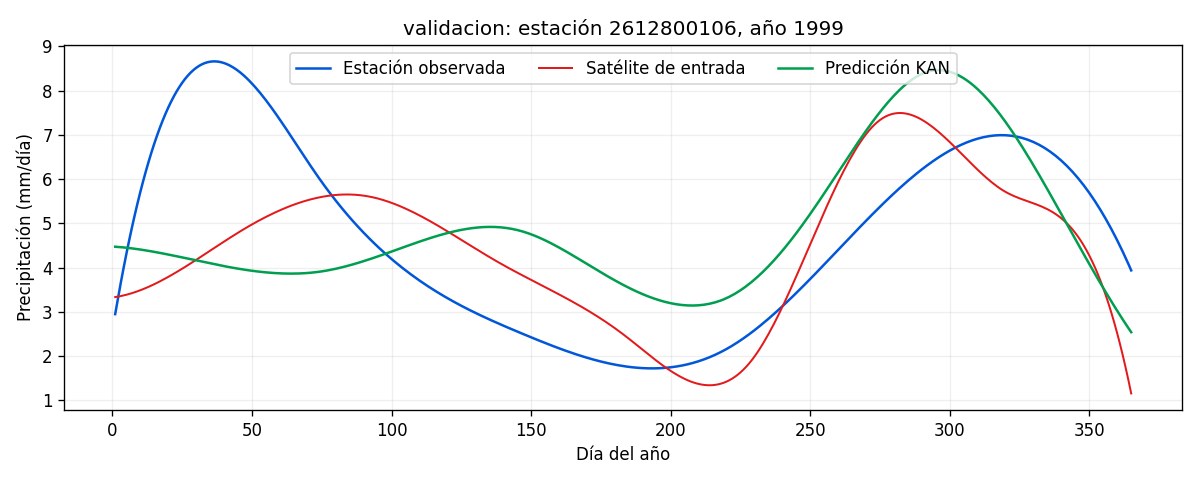 validacion: estación 2612800106, año 1999
Estación observada
Satélite de entrada
Predicción KAN
Precipitación (mm/día)
9
8
7
6
5
4
3
2
1
0 50 100 150 200 250 300 350
Día del año